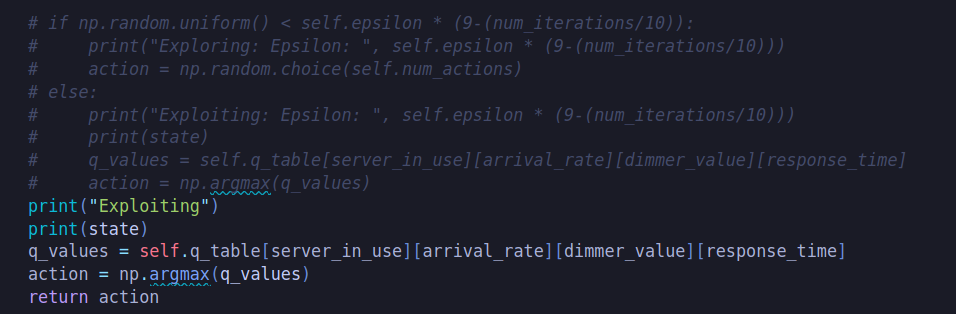 # if np.random.uniform() < self.epsilon * (9-(num_iterations/10)):
#     print("Exploring: Epsilon: ", self.epsilon * (9-(num_iterations/10)))
#     action = np.random.choice(self.num_actions)
# else:
#     print("Exploiting: Epsilon: ", self.epsilon * (9-(num_iterations/10)))
#     print(state)
#     q_values = self.q_table[server_in_use][arrival_rate][dimmer_value][response_time]
#     action = np.argmax(q_values)
print("Exploiting")
print(state)
q_values = self.q_table[server_in_use][arrival_rate][dimmer_value][response_time]
action = np.argmax(q_values)
return action